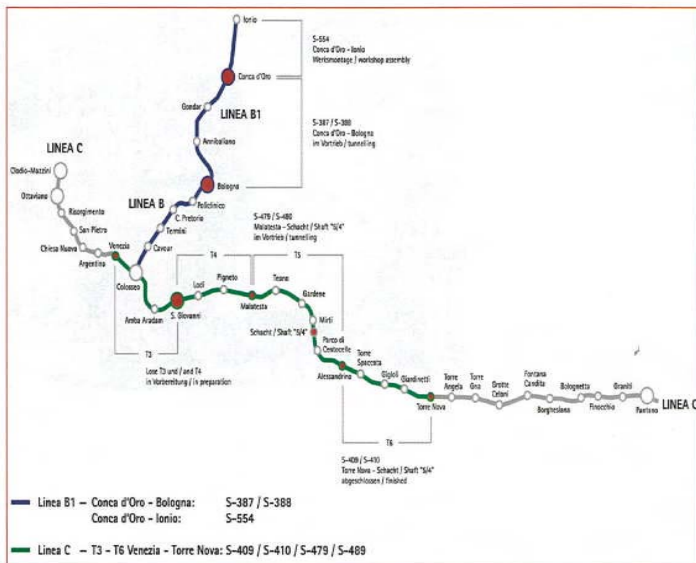 Ionio
S-554
Conca d'Oro - Ionio
Werksmontage / workshop assembly
Conca d'Oro
Gondar
LINEA B1
S-387 / S-388
Conca d'Oro - Bologna
im Vortrieb / tunnelling
Annibaliano
LINEA C
Clodio-Mazzini
Bologna
Ottaviano
LINEA B
Policlinico
Risorgimento
C. Pretorio
S-479 / S-480
Malatesta - Schacht / Shaft "5/4"
im Vortrieb / tunnelling
San Pietro
Termini
Chiesa Nuova
Venezia
Cavour
Argentina
T4
T5
Colosseo
Lodi
Pigneto
Teano
Malatesta
Gardene
Amba Aradam
S. Giovanni
Mirti
Schacht / Shaft "5/4"
Parco di
Centocelle
T3
Lose T3 und / and T4
in Vorbereitung / in preparation
Alessandrino
Torre
Spaccata
Giglioli
Giardinetti
Torre Nova
Torre
Angela
Torre
Gaia
Grotte
Celoni
Fontana
Candita
Borghesiana
Bolognetta
Finocchio
Graniti
Pantano
LINEA C
T6
S-409 / S-410
Torre Nova - Schacht / Shaft "5/4"
abgeschlossen / finished
Linea B1 – Conca d'Oro - Bologna: S-387 / S-388
Conca d'Oro - Ionio: S-554
Linea C – T3 - T6 Venezia - Torre Nova: S-409 / S-410 / S-479 / S-489